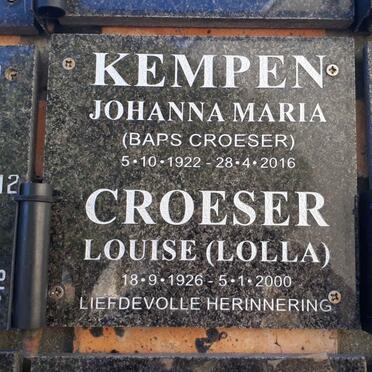 KEMPEN
JOHANNA MARIA
(BAPS CROESER)
5•10•1922 - 28•4•2016
CROESER
LOUISE (LOLLA)
18•9•1926 - 5•1•2000
LIEFDEVOLLE HERINNERING
12